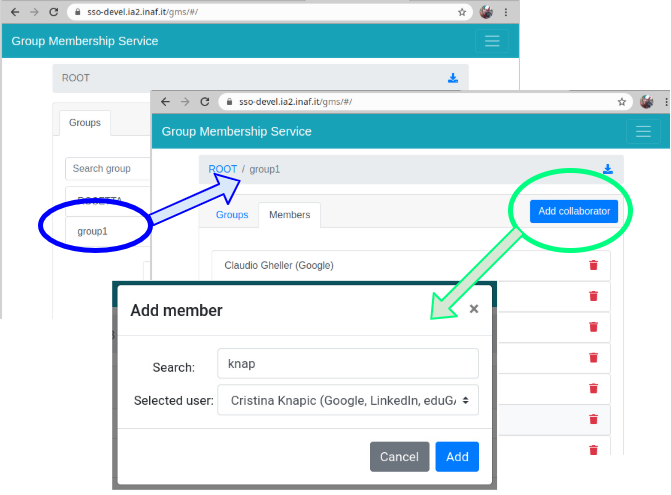 sso-devel.ia2.inaf.it/gms/#/
Group Membership Service
ROOT
Groups
Search group
ROSETTA
group1
sso-devel.ia2.inaf.it/gms/#/
Group Membership Service
ROOT / group1
Groups
Members
Add collaborator
Claudio Gheller (Google)
Add member
×
Search:
knap
Selected user:
Cristina Knapic (Google, LinkedIn, eduGA
Cancel
Add